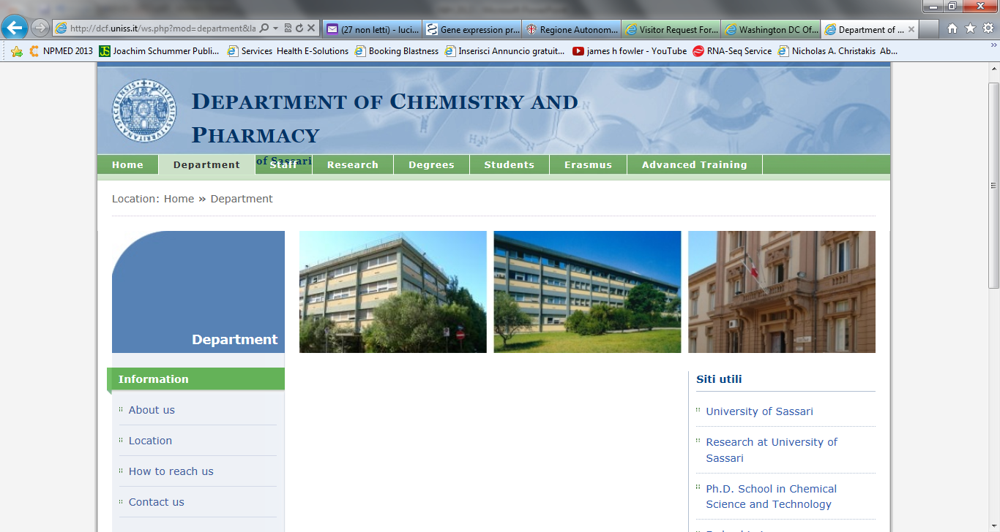 http://dcf.uniss.it/ws.php?mod=department&la
(27 non letti) - luci...
Gene expression pr...
Regione Autonom...
Visitor Request For...
Washington DC Of...
Department of ...
NPMED 2013
Joachim Schummer Publi...
Services Health E-Solutions
Booking Blastness
Inserisci Annuncio gratuit...
james h fowler - YouTube
RNA-Seq Service
Nicholas A. Christakis Ab...
DEPARTMENT OF CHEMISTRY AND
PHARMACY
of Sassari
Home
Department
Staff
Research
Degrees
Students
Erasmus
Advanced Training
Location: Home » Department
Department
Information
About us
Location
How to reach us
Contact us
Siti utili
University of Sassari
Research at University of
Sassari
Ph.D. School in Chemical
Science and Technology